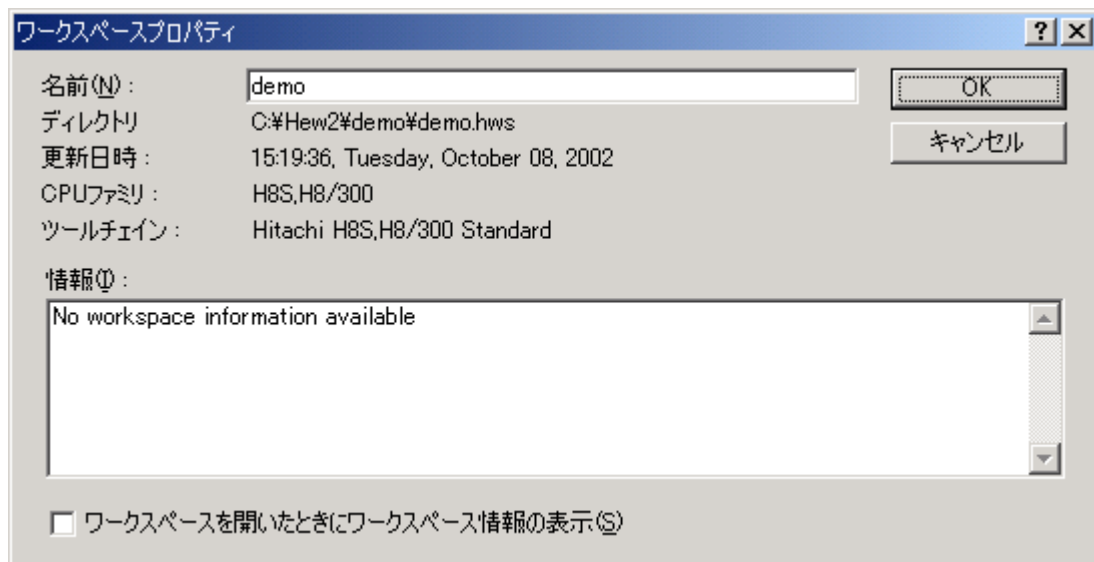 ワークスペースプロパティ
名前(N) : demo OK
ディレクトリ C:¥Hew2¥demo¥demo.hws
キャンセル
更新日時 : 15:19:36, Tuesday, October 08, 2002
CPUファミリ : H8S,H8/300
ツールチェイン : Hitachi H8S,H8/300 Standard
情報(I) :
No workspace information available
ワークスペースを開いたときにワークスペース情報の表示(S)